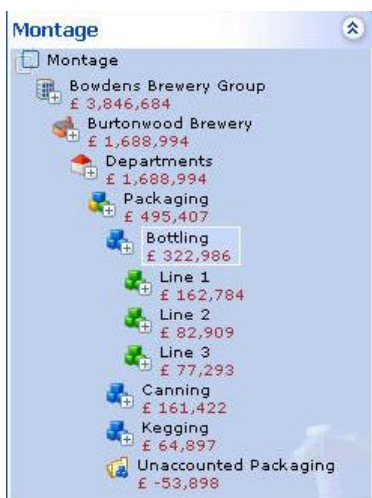 Montage
Montage
Bowdens Brewery Group
£ 3,846,684
Burtonwood Brewery
£ 1,688,994
Departments
£ 1,688,994
Packaging
£ 495,407
Bottling
£ 322,986
Line 1
£ 162,784
Line 2
£ 82,909
Line 3
£ 77,293
Canning
£ 161,422
Kegging
£ 64,897
Unaccounted Packaging
£ -53,898